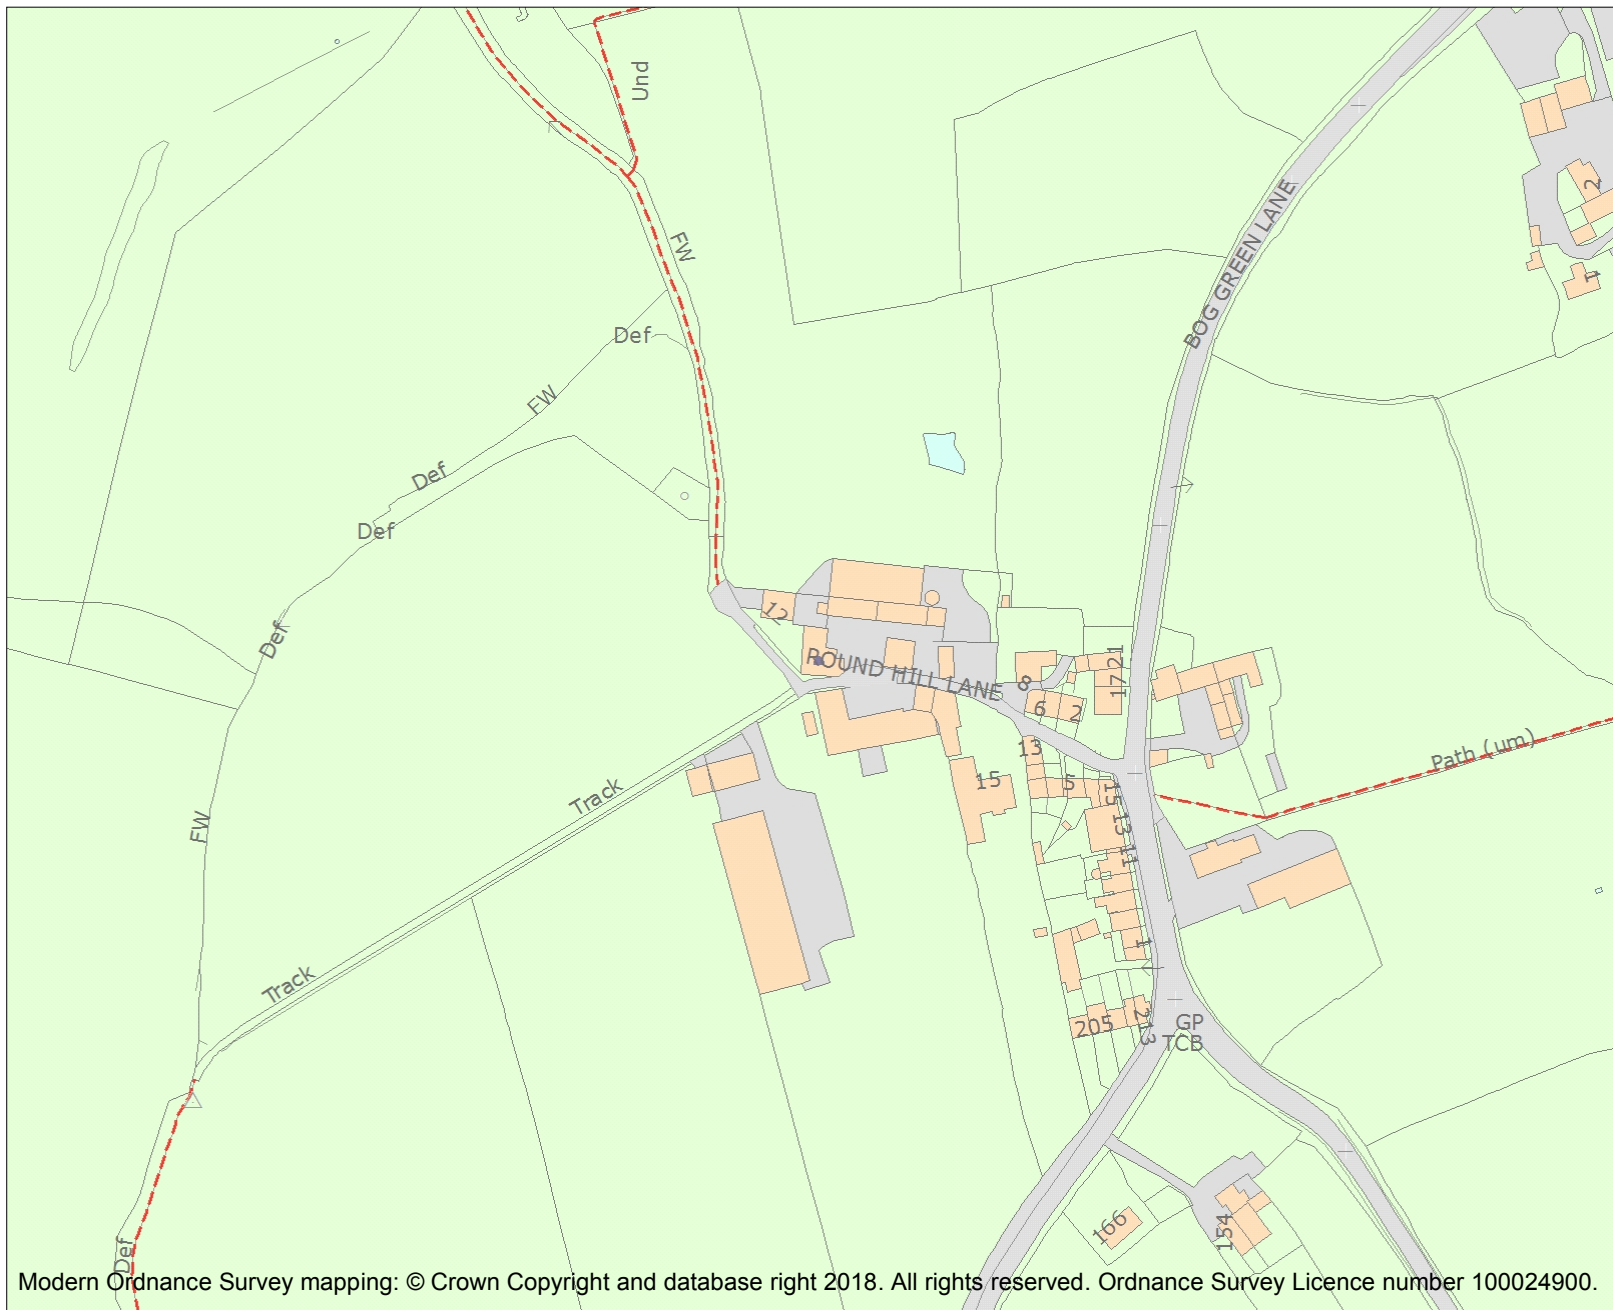 Und
2
FW
BOG GREEN LANE
1
Def
FW
Def
Def
12
Def
ROUND HILL LANE
8
17 21
6
2
13
Path (um)
15
5
Track
15
13
11
FW
1
Track
205
213
GP
TCB
166
154
Def
Modern Ordnance Survey mapping: © Crown Copyright and database right 2018. All rights reserved. Ordnance Survey Licence number 100024900.